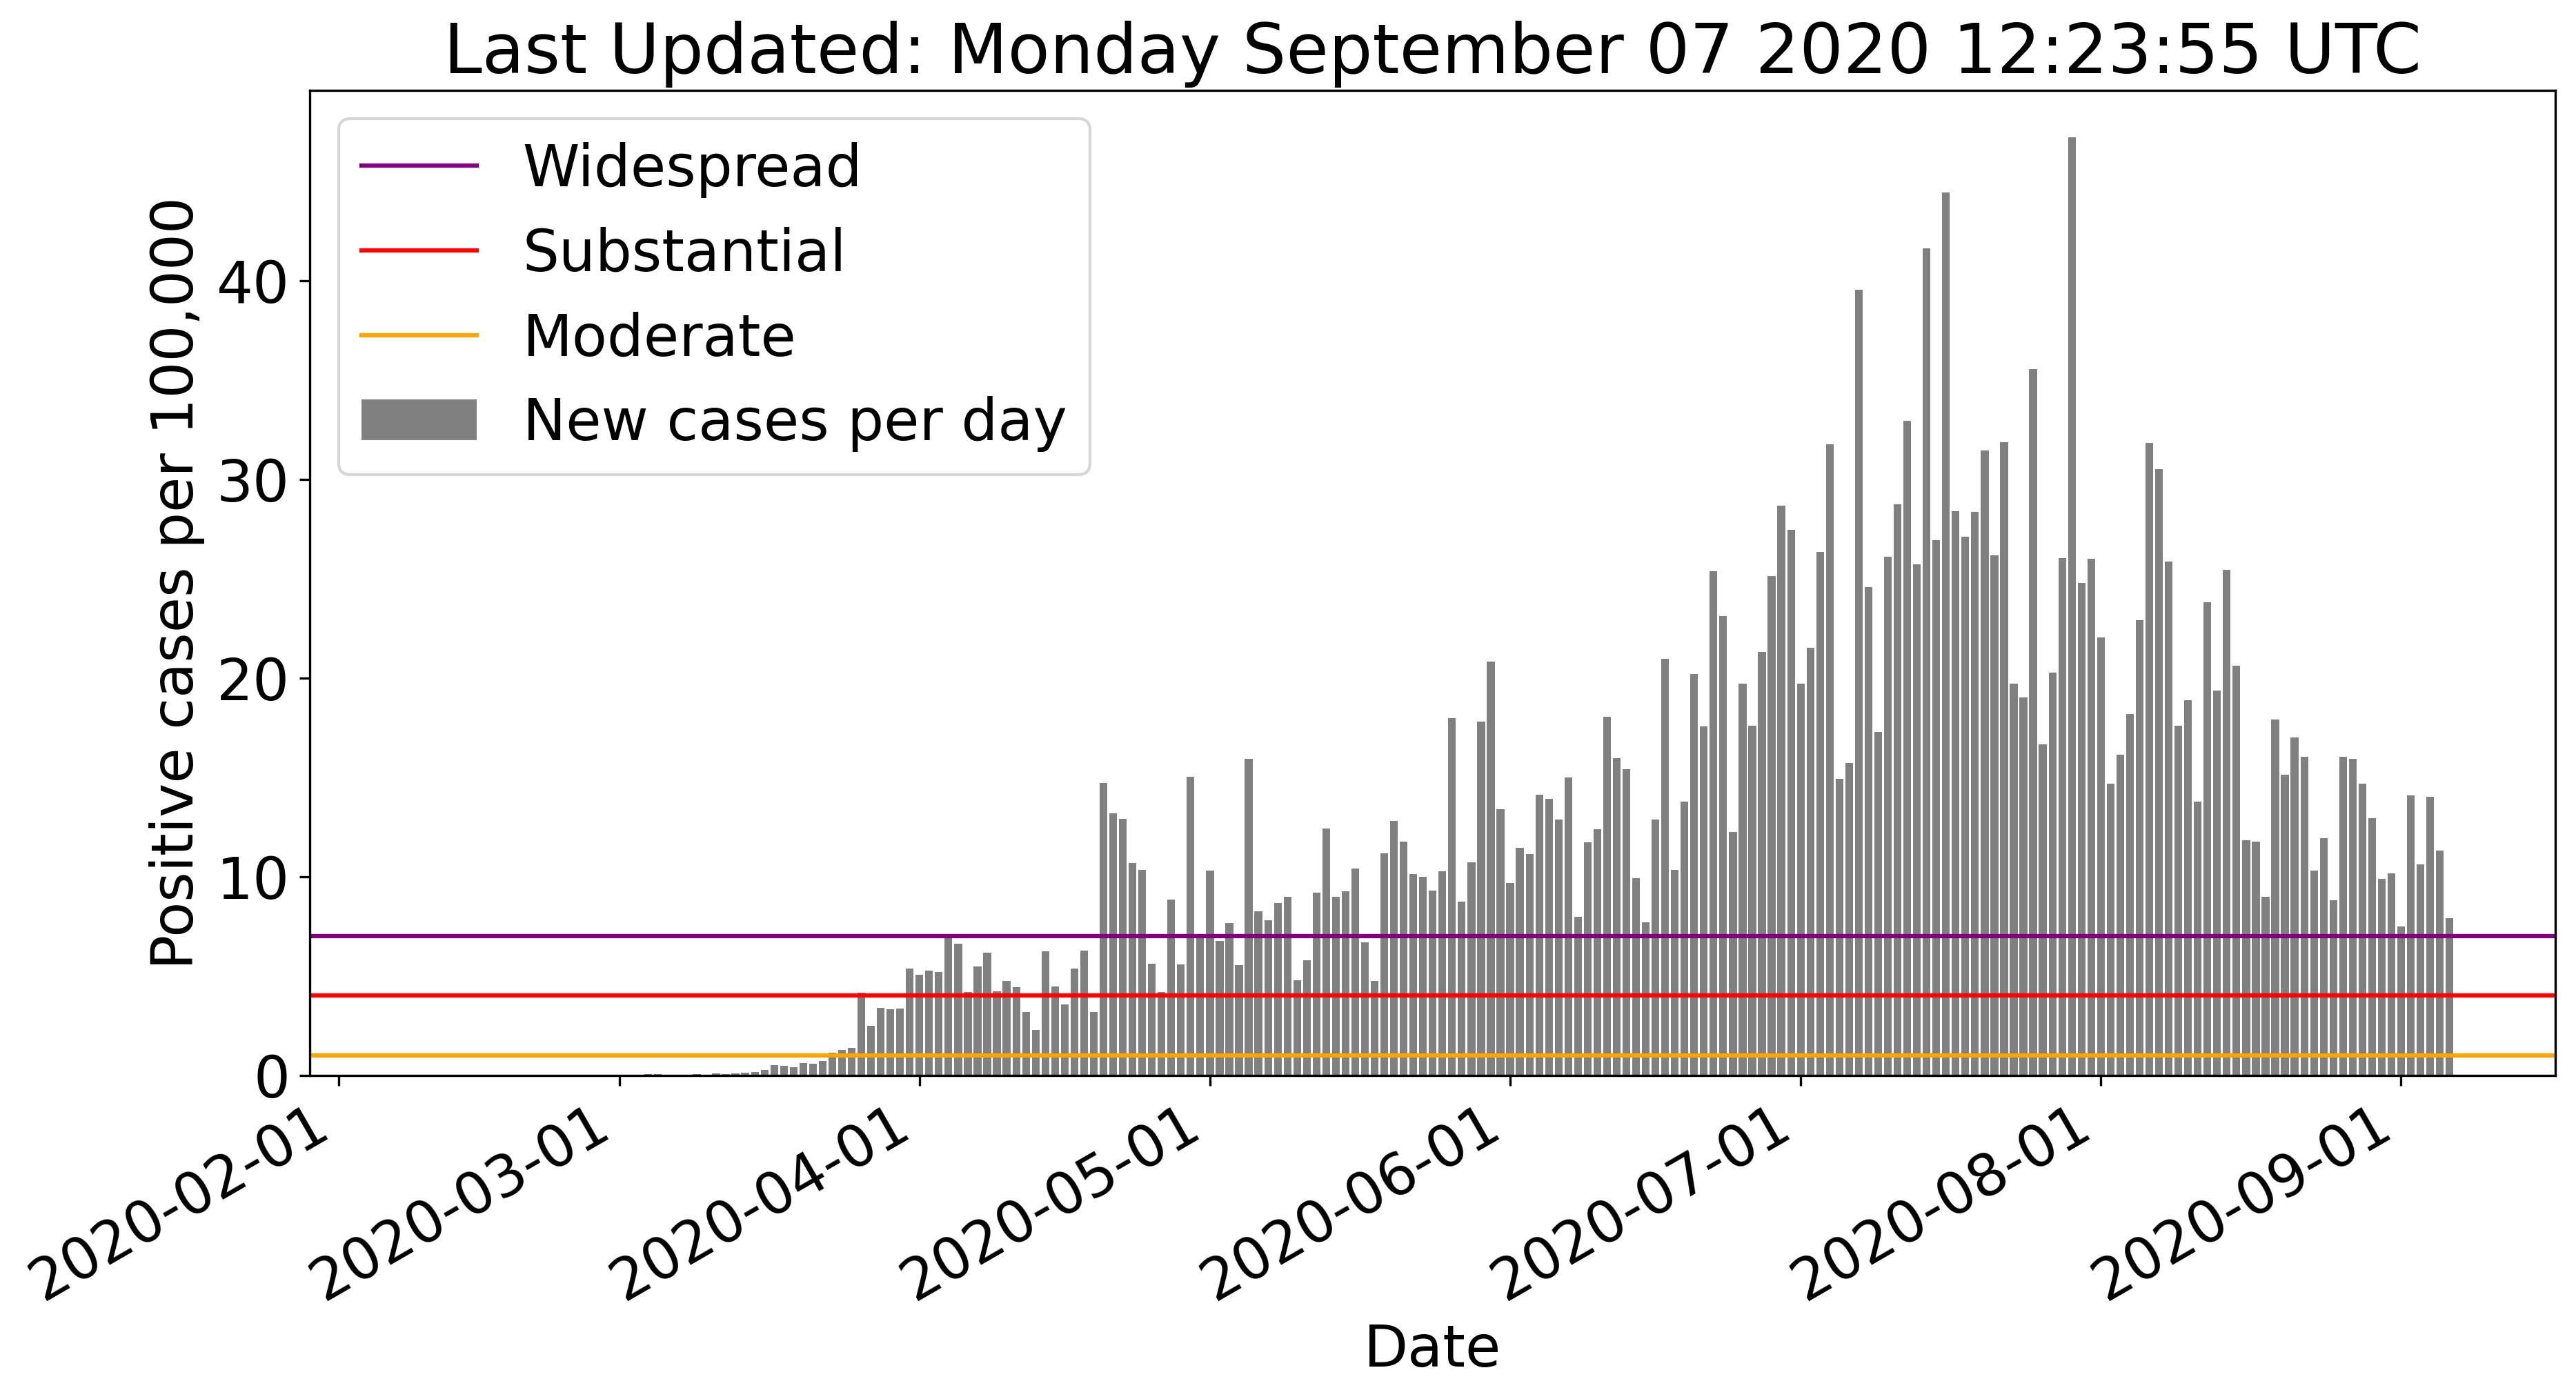 Last Updated: Monday September 07 2020 12:23:55 UTC
Widespread
Substantial
Moderate
New cases per day
Positive cases per 100,000
40
30
20
10
0
2020-02-01
2020-03-01
2020-04-01
2020-05-01
2020-06-01
2020-07-01
2020-08-01
2020-09-01
Date